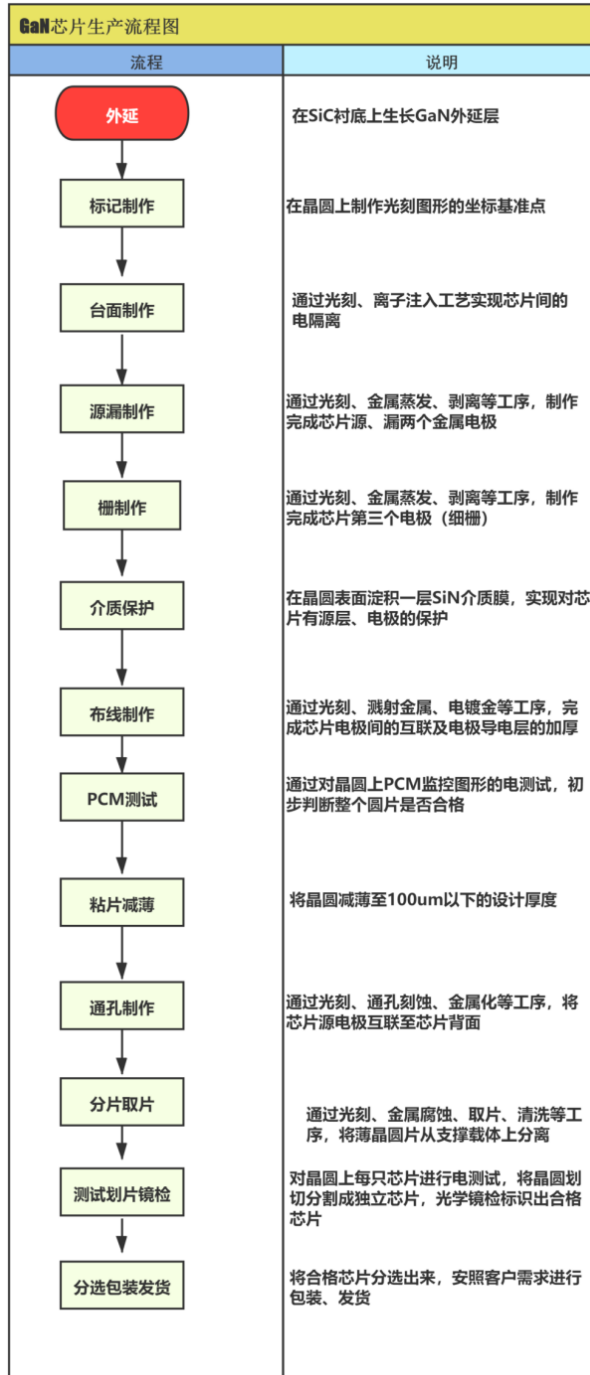 GaN芯片生产流程图
流程
说明
外延
在SiC衬底上生长GaN外延层
标记制作
在晶圆上制作光刻图形的坐标基准点
台面制作
通过光刻、离子注入工艺实现芯片间的
电隔离
源漏制作
通过光刻、金属蒸发、剥离等工序，制作
完成芯片源、漏两个金属电极
栅制作
通过光刻、金属蒸发、剥离等工序，制作
完成芯片第三个电极（细栅）
介质保护
在晶圆表面淀积一层SiN介质膜，实现对芯
片有源层、电极的保护
布线制作
通过光刻、溅射金属、电镀金等工序，完
成芯片电极间的互联及电极导电层的加厚
PCM测试
通过对晶圆上PCM监控图形的电测试，初
步判断整个圆片是否合格
粘片减薄
将晶圆减薄至100um以下的设计厚度
通孔制作
通过光刻、通孔刻蚀、金属化等工序，将
芯片源电极互联至芯片背面
分片取片
通过光刻、金属腐蚀、取片、清洗等工
序，将薄晶圆片从支撑载体上分离
测试划片镜检
对晶圆上每只芯片进行电测试，将晶圆划
切分割成独立芯片，光学镜检标识出合格
芯片
分选包装发货
将合格芯片分选出来，安照客户需求进行
包装、发货